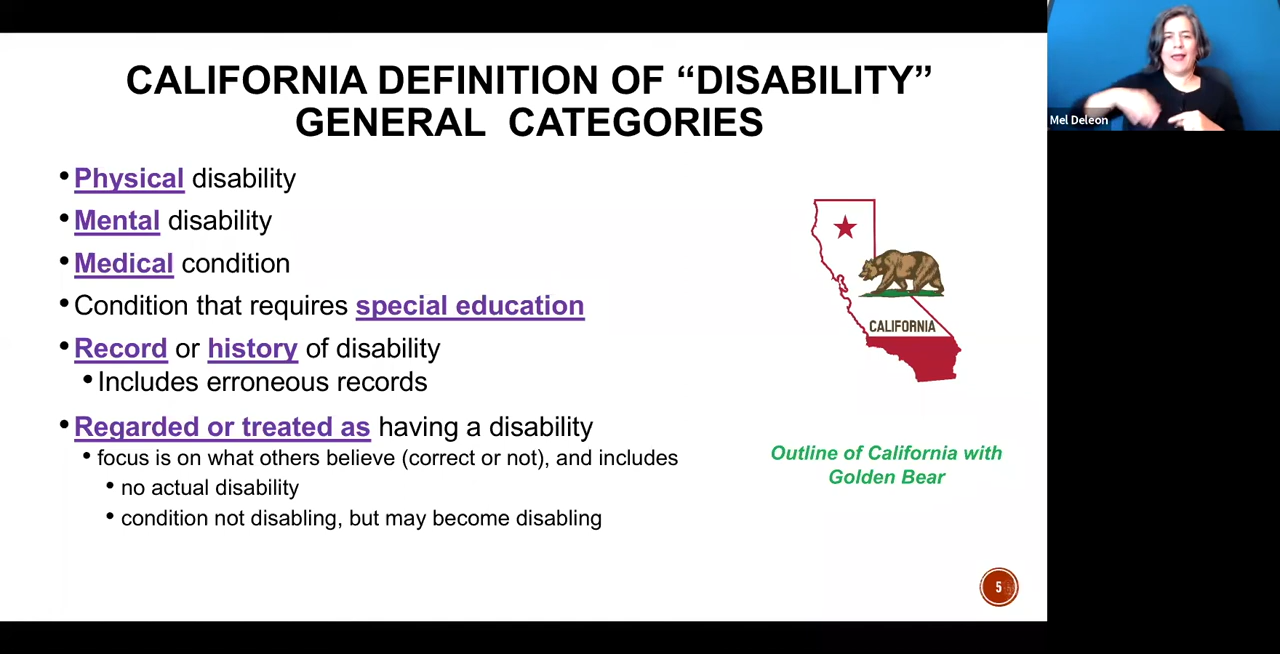 CALIFORNIA DEFINITION OF “DISABILITY”
GENERAL CATEGORIES
Mel Deleon
•Physical disability
•Mental disability
•Medical condition
•Condition that requires special education
•Record or history of disability
•Includes erroneous records
•Regarded or treated as having a disability
•focus is on what others believe (correct or not), and includes
•no actual disability
•condition not disabling, but may become disabling
CALIFORNIA
Outline of California with
Golden Bear
5